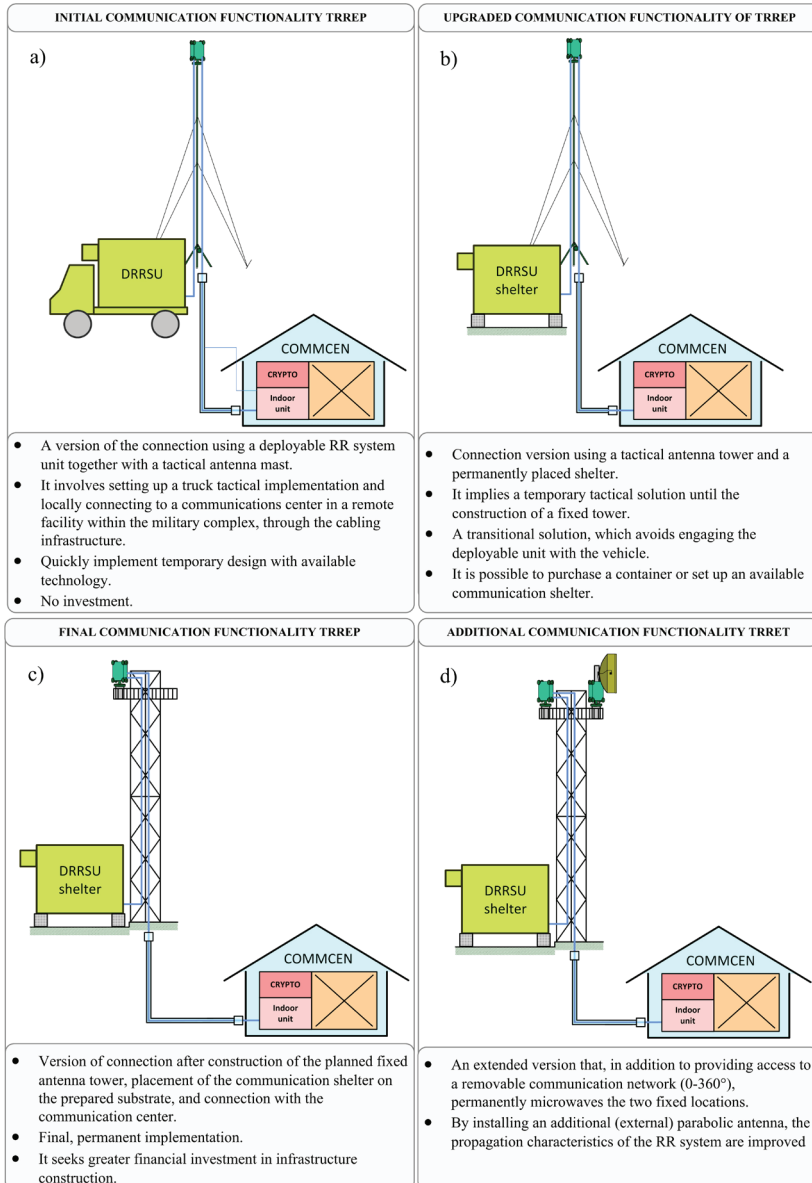 INITIAL COMMUNICATION FUNCTIONALITY TRREP
a)
DRRSU
COMMCEN
CRYPTO
Indoor
unit
• A version of the connection using a deployable RR system
unit together with a tactical antenna mast.
• It involves setting up a truck tactical implementation and
locally connecting to a communications center in a remote
facility within the military complex, through the cabling
infrastructure.
• Quickly implement temporary design with available
technology.
• No investment.
UPGRADED COMMUNICATION FUNCTIONALITY OF TRREP
b)
DRRSU
shelter
COMMCEN
CRYPTO
Indoor
unit
• Connection version using a tactical antenna tower and a
permanently placed shelter.
• It implies a temporary tactical solution until the
construction of a fixed tower.
• A transitional solution, which avoids engaging the
deployable unit with the vehicle.
• It is possible to purchase a container or set up an available
communication shelter.
FINAL COMMUNICATION FUNCTIONALITY TRREP
c)
DRRSU
shelter
COMMCEN
CRYPTO
Indoor
unit
• Version of connection after construction of the planned fixed
antenna tower, placement of the communication shelter on
the prepared substrate, and connection with the
communication center.
• Final, permanent implementation.
• It seeks greater financial investment in infrastructure
construction.
ADDITIONAL COMMUNICATION FUNCTIONALITY TRRET
d)
DRRSU
shelter
COMMCEN
CRYPTO
Indoor
unit
• An extended version that, in addition to providing access to
a removable communication network (0-360°),
permanently microwaves the two fixed locations.
• By installing an additional (external) parabolic antenna, the
propagation characteristics of the RR system are improved